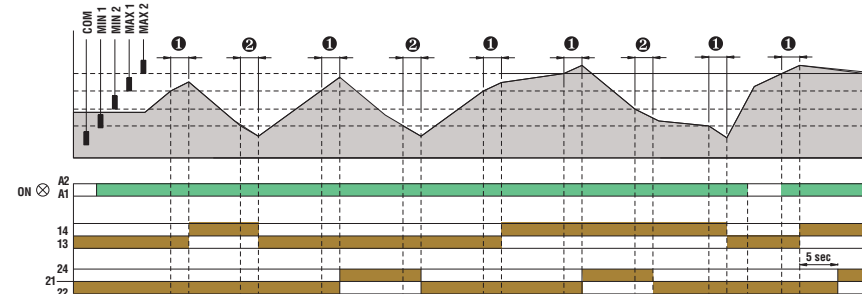 COM
MIN 1
MIN 2
MAX 1
MAX 2
❶ ❷ ❶ ❷ ❶ ❶ ❷ ❶ ❶
ON ⊗
A2
A1
14
13
24
5 sec
21
22